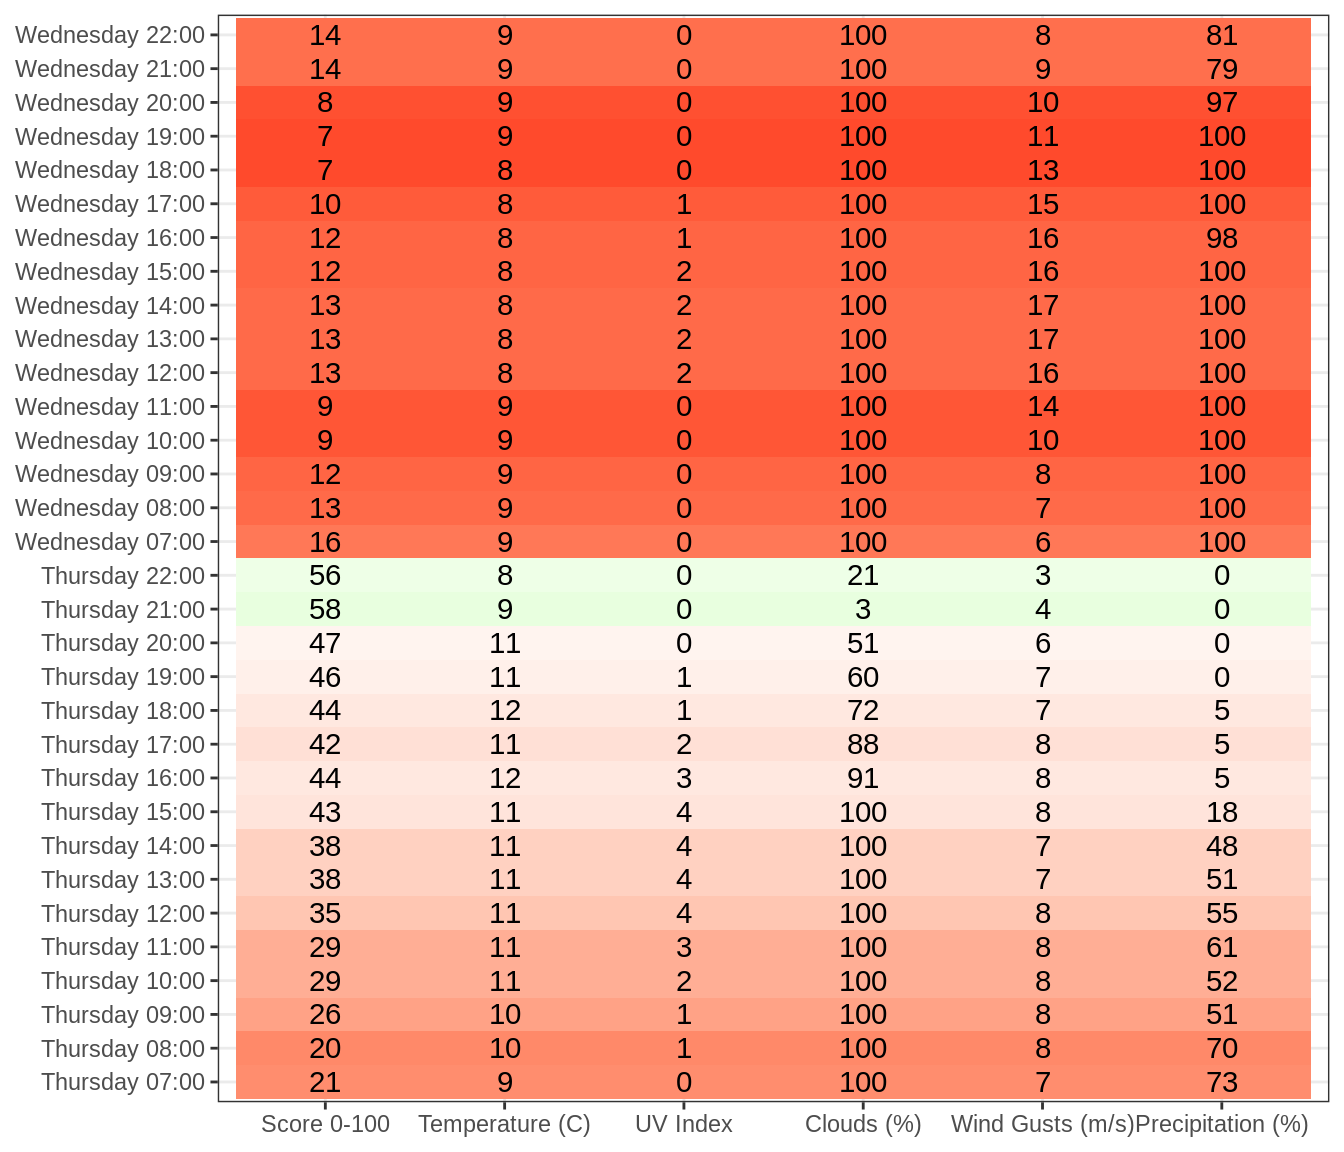 Wednesday 22:00 14 9 0 100 8 81
Wednesday 21:00 14 9 0 100 9 79
Wednesday 20:00 8 9 0 100 10 97
Wednesday 19:00 7 9 0 100 11 100
Wednesday 18:00 7 8 0 100 13 100
Wednesday 17:00 10 8 1 100 15 100
Wednesday 16:00 12 8 1 100 16 98
Wednesday 15:00 12 8 2 100 16 100
Wednesday 14:00 13 8 2 100 17 100
Wednesday 13:00 13 8 2 100 17 100
Wednesday 12:00 13 8 2 100 16 100
Wednesday 11:00 9 9 0 100 14 100
Wednesday 10:00 9 9 0 100 10 100
Wednesday 09:00 12 9 0 100 8 100
Wednesday 08:00 13 9 0 100 7 100
Wednesday 07:00 16 9 0 100 6 100
Thursday 22:00 56 8 0 21 3 0
Thursday 21:00 58 9 0 3 4 0
Thursday 20:00 47 11 0 51 6 0
Thursday 19:00 46 11 1 60 7 0
Thursday 18:00 44 12 1 72 7 5
Thursday 17:00 42 11 2 88 8 5
Thursday 16:00 44 12 3 91 8 5
Thursday 15:00 43 11 4 100 8 18
Thursday 14:00 38 11 4 100 7 48
Thursday 13:00 38 11 4 100 7 51
Thursday 12:00 35 11 4 100 8 55
Thursday 11:00 29 11 3 100 8 61
Thursday 10:00 29 11 2 100 8 52
Thursday 09:00 26 10 1 100 8 51
Thursday 08:00 20 10 1 100 8 70
Thursday 07:00 21 9 0 100 7 73
Score 0-100 Temperature (C) UV Index Clouds (%) Wind Gusts (m/s) Precipitation (%)